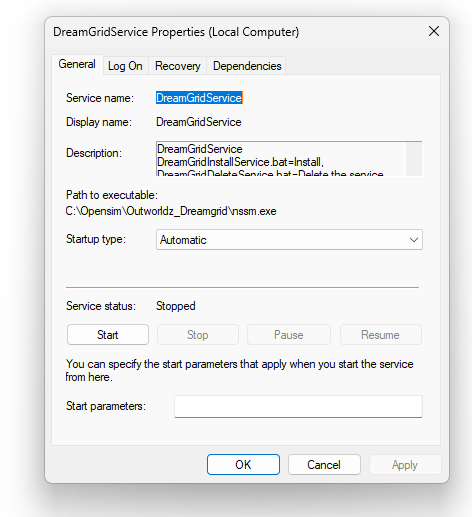 DreamGridService Properties (Local Computer)
General Log On Recovery Dependencies
Service name: DreamGridService
Display name: DreamGridService
Description: DreamGridService
DreamGridInstallService.bat=Install,
DreamGridDeleteService.bat=Delete the service
Path to executable:
C:\Opensim\Outworldz_Dreamgrid\nssm.exe
Startup type: Automatic
Service status: Stopped
Start Stop Pause Resume
You can specify the start parameters that apply when you start the service
from here.
Start parameters:
OK Cancel Apply